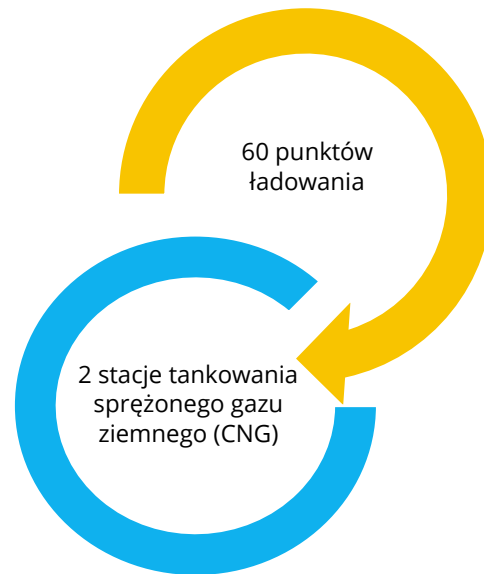 60 punktów
ładowania
2 stacje tankowania
sprężonego gazu
ziemnego (CNG)